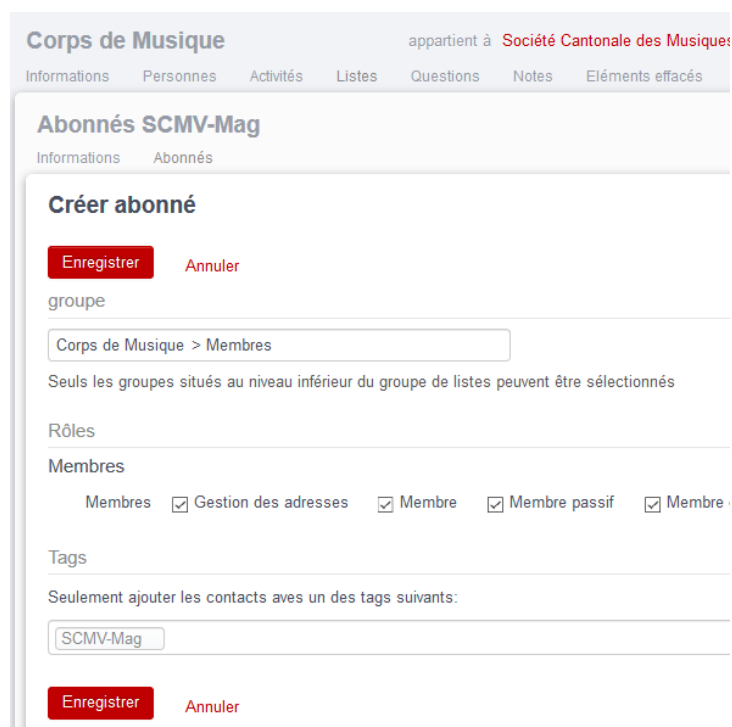 Corps de Musique appartient à Société Cantonale des Musiques
Informations Personnes Activités Listes Questions Notes Eléments effacés
Abonnés SCMV-Mag
Informations Abonnés
Créer abonné
Enregistrer Annuler
groupe
Corps de Musique > Membres
Seuls les groupes situés au niveau inférieur du groupe de listes peuvent être sélectionnés
Rôles
Membres
Membres Gestion des adresses Membre Membre passif Membre
Tags
Seulement ajouter les contacts aves un des tags suivants:
SCMV-Mag
Enregistrer Annuler